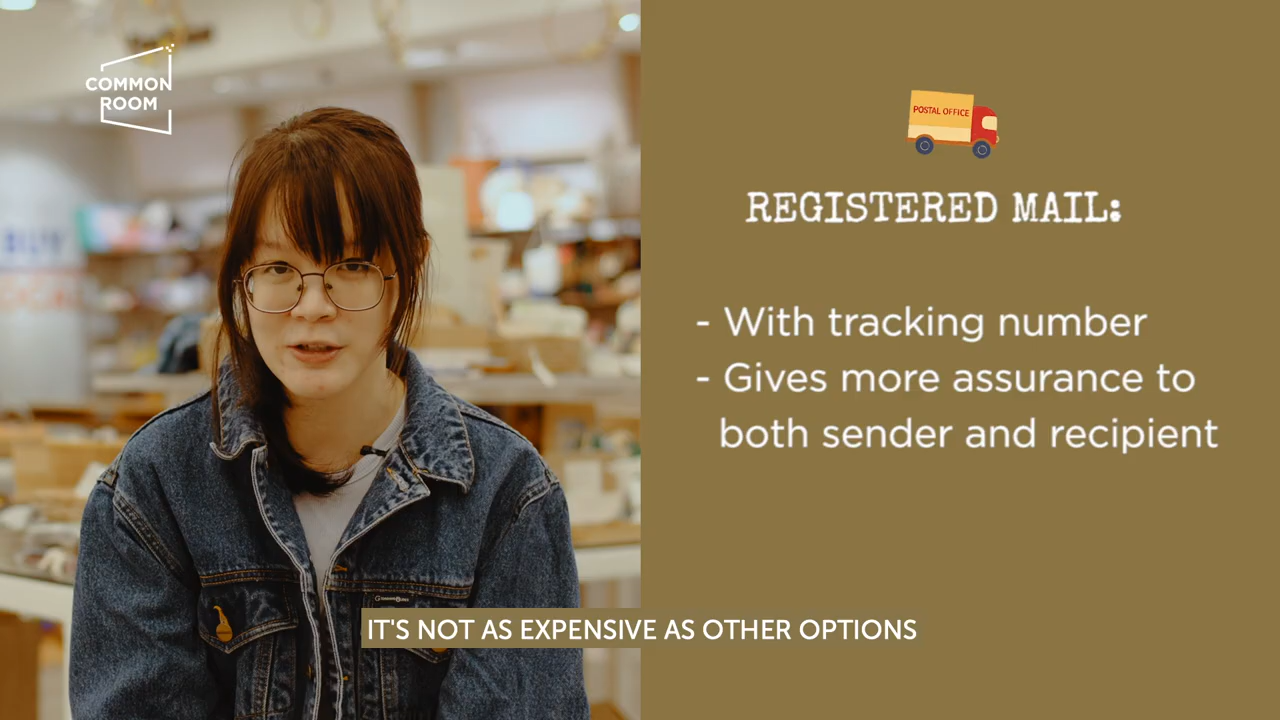 COMMON
ROOM
BUY
POSTAL OFFICE
REGISTERED MAIL:
- With tracking number
- Gives more assurance to
both sender and recipient
IT'S NOT AS EXPENSIVE AS OTHER OPTIONS